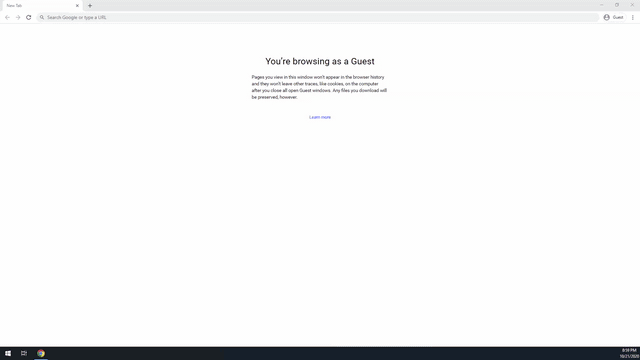 New Tab
Search Google or type a URL
Guest
You're browsing as a Guest
Pages you view in this window won't appear in the browser history
and they won't leave other traces, like cookies, on the computer
after you close all open Guest windows. Any files you download will
be preserved, however.
Learn more
8:59 PM
10/21/2020